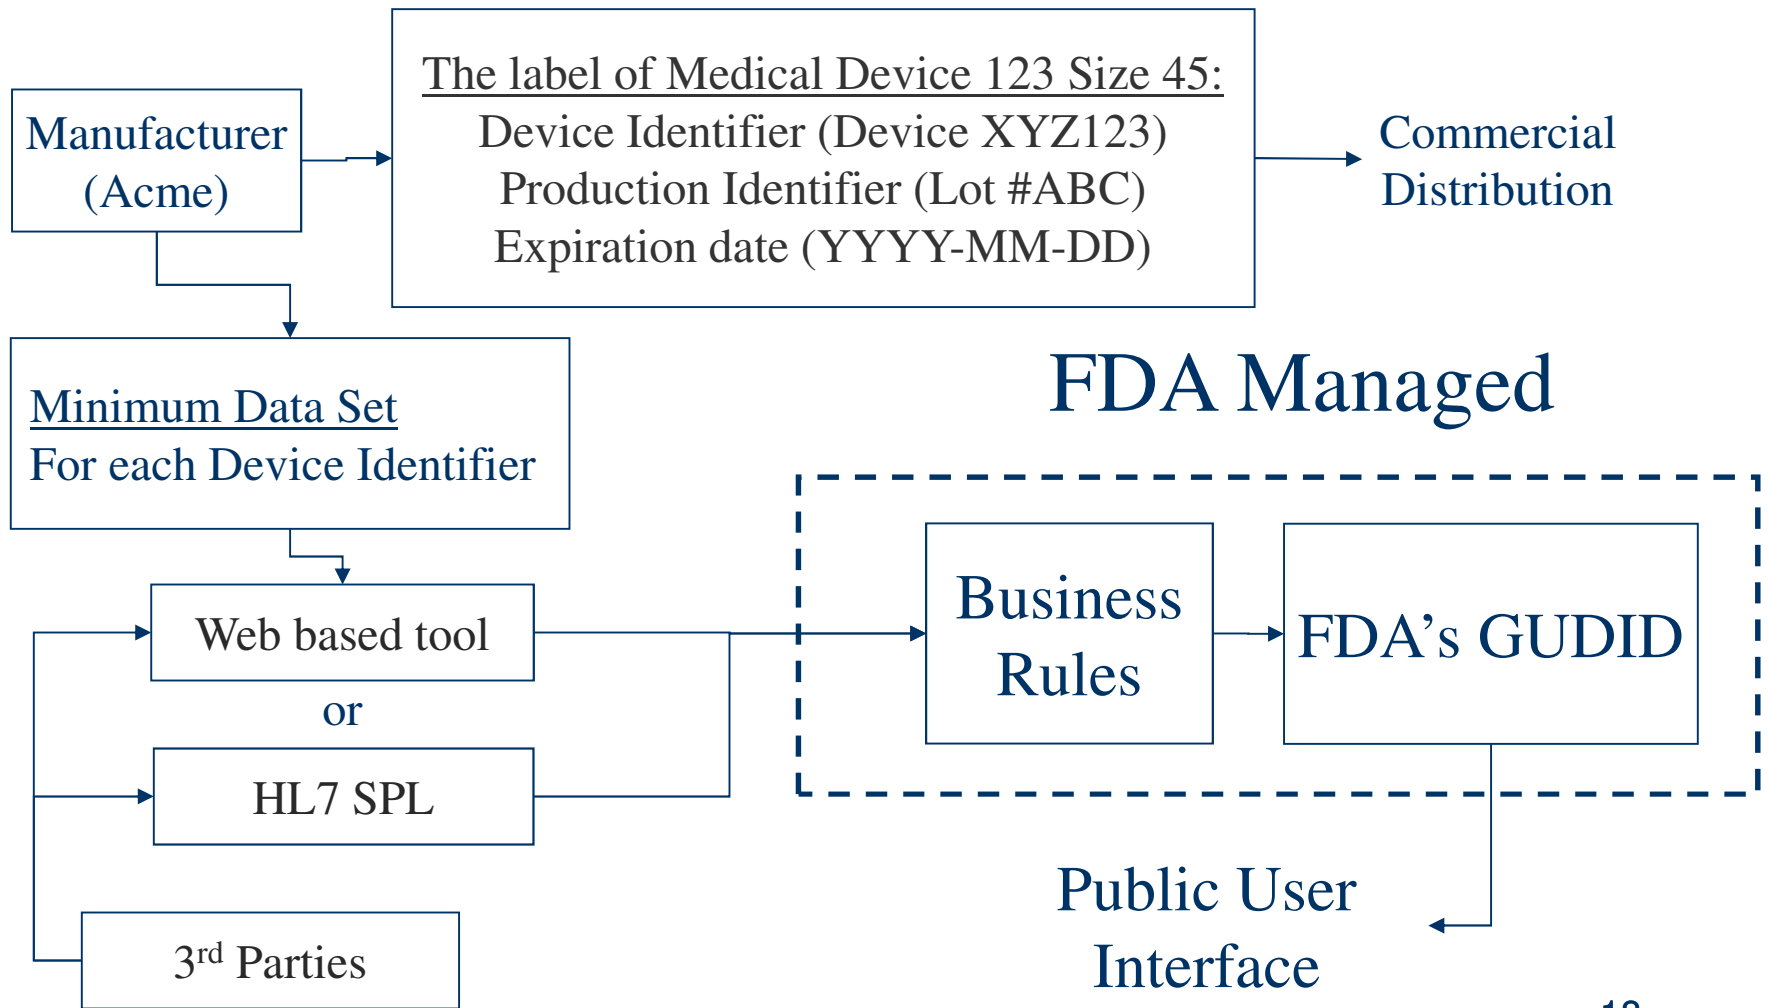 The label of Medical Device 123 Size 45:
Device Identifier (Device XYZ123)
Production Identifier (Lot #ABC)
Expiration date (YYYY-MM-DD)
Manufacturer
(Acme)
Commercial
Distribution
Minimum Data Set
For each Device Identifier
FDA Managed
Web based tool
or
HL7 SPL
3rd Parties
Business
Rules
FDA’s GUDID
Public User
Interface